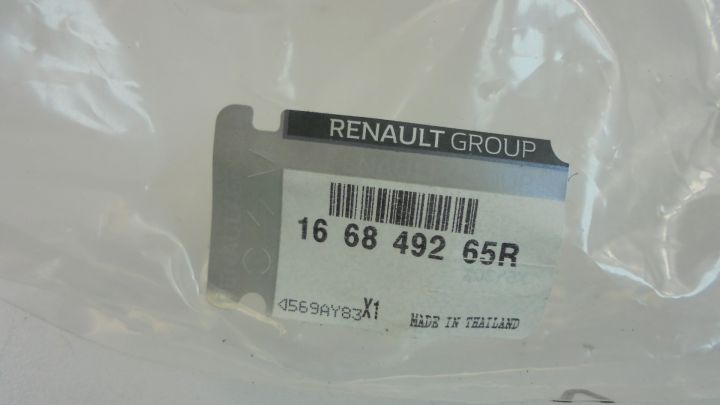 RENAULT GROUP
16 68 492 65R
4569AY83X1
MADE IN THAILAND